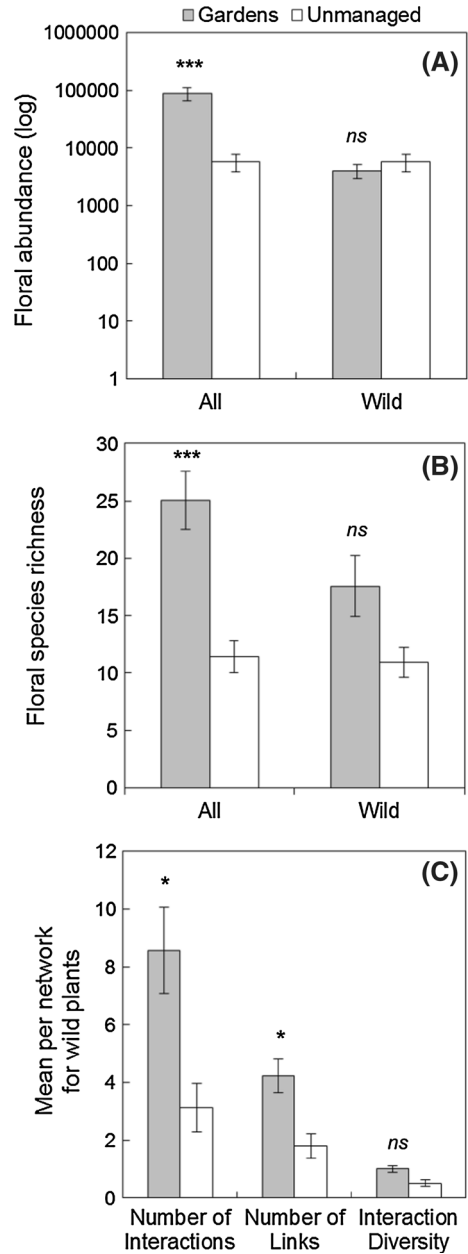 Gardens Unmanaged
(A)
Floral abundance (log)
1000000
100000
10000
1000
100
10
1
***
ns
All Wild
(B)
Floral species richness
30
25
20
15
10
5
0
***
ns
All Wild
(C)
Mean per network
for wild plants
12
10
8
6
4
2
0
*
*
ns
Number of Number of Interaction
Interactions Links Diversity